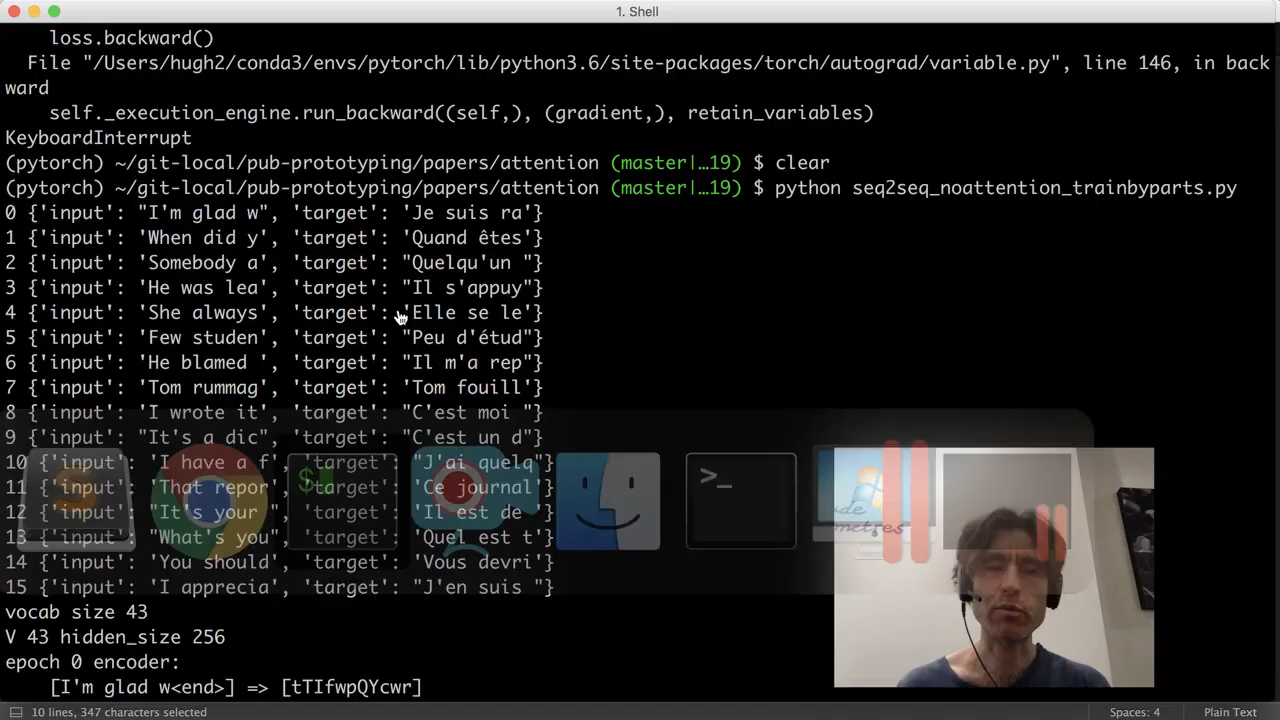 1. Shell
loss.backward()
File "/Users/hugh2/conda3/envs/pytorch/lib/python3.6/site-packages/torch/autograd/variable.py", line 146, in back
ward
self._execution_engine.run_backward((self,), (gradient,), retain_variables)
KeyboardInterrupt
(pytorch) ~/git-local/pub-prototyping/papers/attention (master|…19) $ clear
(pytorch) ~/git-local/pub-prototyping/papers/attention (master|…19) $ python seq2seq_noattention_trainbyparts.py
0 {'input': "I'm glad w", 'target': 'Je suis ra'}
1 {'input': 'When did y', 'target': 'Quand êtes'}
2 {'input': 'Somebody a', 'target': "Quelqu'un "}
3 {'input': 'He was lea', 'target': "Il s'appuy"}
4 {'input': 'She always', 'target': 'Elle se le'}
5 {'input': 'Few studen', 'target': "Peu d'étud"}
6 {'input': 'He blamed ', 'target': "Il m'a rep"}
7 {'input': 'Tom rummag', 'target': 'Tom fouill'}
8 {'input': 'I wrote it', 'target': "C'est moi "}
9 {'input': "It's a dic", 'target': "C'est un d"}
10 {'input': 'I have a f', 'target': "J'ai quelq"}
11 {'input': 'That repor', 'target': 'Ce journal'}
12 {'input': "It's your ", 'target': 'Il est de '}
13 {'input': "What's you", 'target': 'Quel est t'}
14 {'input': 'You should', 'target': 'Vous devri'}
15 {'input': 'I apprecia', 'target': "J'en suis "}
vocab size 43
V 43 hidden_size 256
epoch 0 encoder:
[I'm glad w<end>] => [tTIfwpQYcwr]
10 lines, 347 characters selected
Spaces: 4
Plain Text